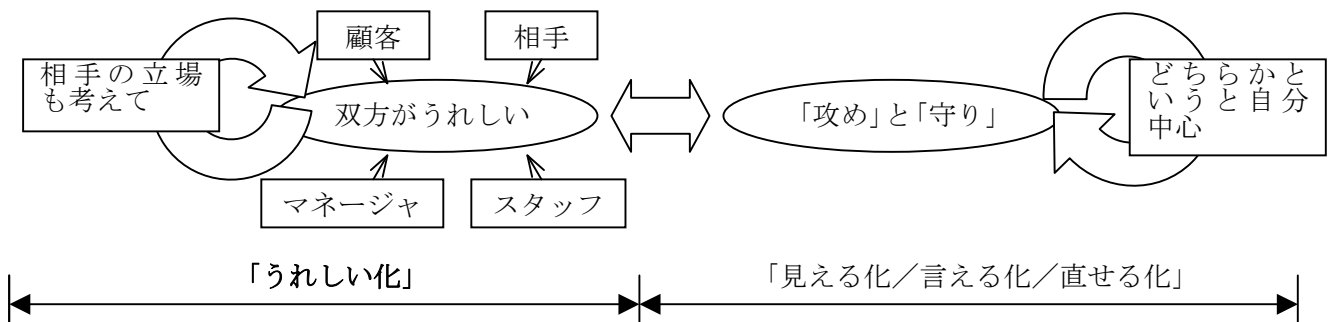 顧客
相手
相手の立場
も考えて
双方がうれしい
「攻め」と「守り」
どちらかと
いうと自分
中心
マネージャ
スタッフ
「うれしい化」
「見える化／言える化／直せる化」